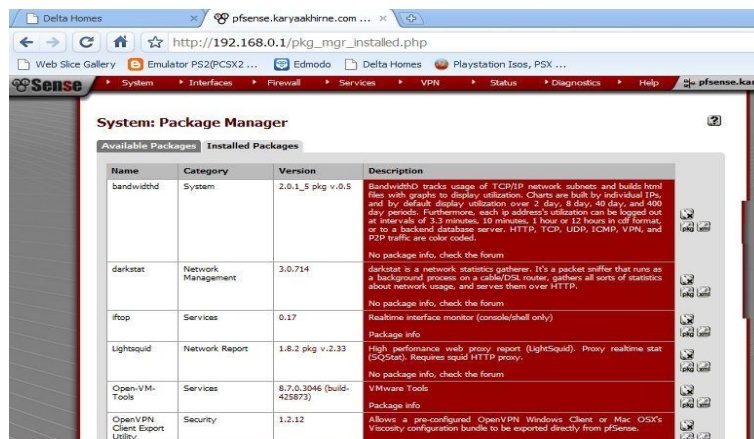 Delta Homes
pfsense.karyaakhirne.com ...
http://192.168.0.1/pkg_mgr_installed.php
Web Slice Gallery Emulator PS2(PCSX2 ... Edmodo Delta Homes Playstation Isos, PSX ...
Sense System Interfaces Firewall Services VPN Status Diagnostics Help pfsense.kar
System: Package Manager
?
Available Packages Installed Packages
Name Category Version Description
bandwidthd System 2.0.1_5 pkg v.0.5 BandwidthD tracks usage of TCP/IP network subnets and builds html
files with graphs to display utilization. Charts are built by individual IPs,
and by default display utilization over 2 day, 8 day, 40 day, and 400
day periods. Furthermore, each ip address's utilization can be logged out
at intervals of 3.3 minutes, 10 minutes, 1 hour or 12 hours in cdf format,
or to a backend database server. HTTP, TCP, UDP, ICMP, VPN, and
P2P traffic are color coded.
No package info, check the forum
pkg
darkstat Network Management 3.0.714 darkstat is a network statistics gatherer. It's a packet sniffer that runs as
a background process on a cable/DSL router, gathers all sorts of statistics
about network usage, and serves them over HTTP.
No package info, check the forum
pkg
iftop Services 0.17 Realtime interface monitor (console/shell only)
Package info
pkg
Lightsquid Network Report 1.8.2 pkg v.2.33 High perfomance web proxy report (LightSquid). Proxy realtime stat
(SQStat). Requires squid HTTP proxy.
No package info, check the forum
pkg
Open-VM-Tools Services 8.7.0.3046 (build-425873) VMware Tools
Package info
pkg
OpenVPN Client Export Utility Security 1.2.12 Allows a pre-configured OpenVPN Windows Client or Mac OSX's
Viscosity configuration bundle to be exported directly from pfSense.